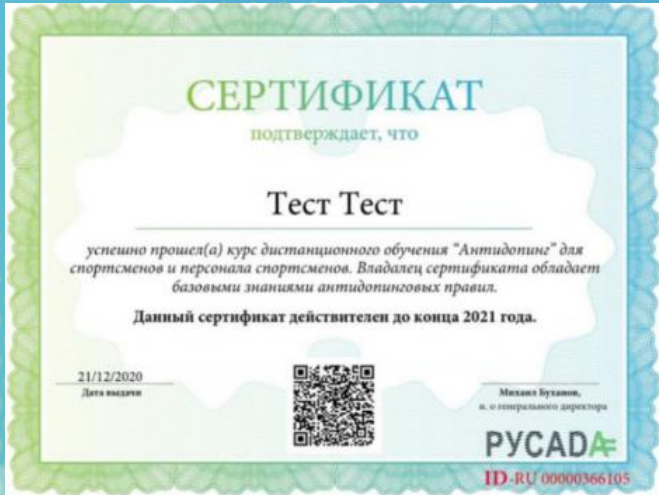 СЕРТИФИКАТ
подтверждает, что
Тест Тест
успешно прошел(а) курс дистанционного обучения "Антидопинг" для
спортсменов и персонала спортсменов. Владелец сертификата обладает
базовыми знаниями антидопинговых правил.
Данный сертификат действителен до конца 2021 года.
21/12/2020
Дата выдачи
Михаил Буханов,
и. о генерального директора
РУСАDА
ID-RU 00000366105